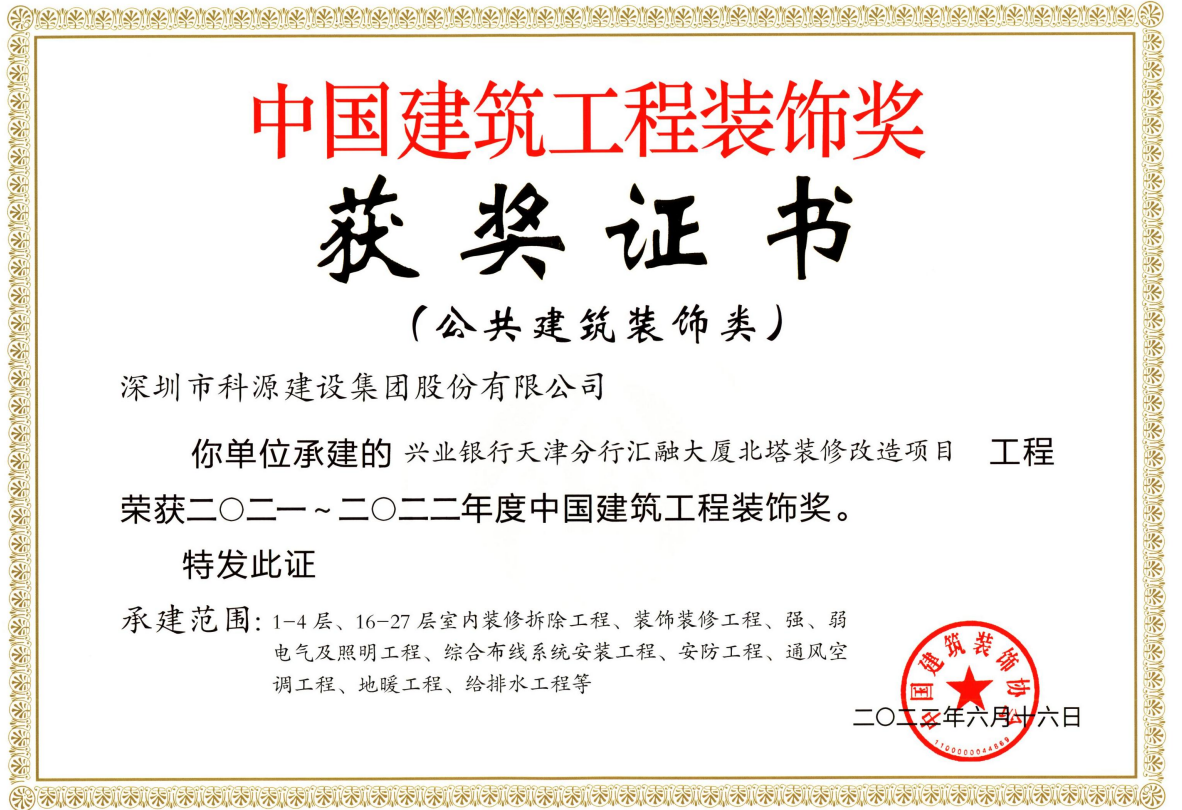 中国建筑工程装饰奖
获奖证书
(公共建筑装饰类)
深圳市科源建设集团股份有限公司
你单位承建的 兴业银行天津分行汇融大厦北塔装修改造项目 工程
荣获二〇二一~二〇二二年度中国建筑工程装饰奖。
特发此证
承建范围: 1-4层、16-27层室内装修拆除工程、装饰装修工程、强、弱
电气及照明工程、综合布线系统安装工程、安防工程、通风空
调工程、地暖工程、给排水工程等
中国建筑装饰协会
1100000044869
二〇二三年六月十六日